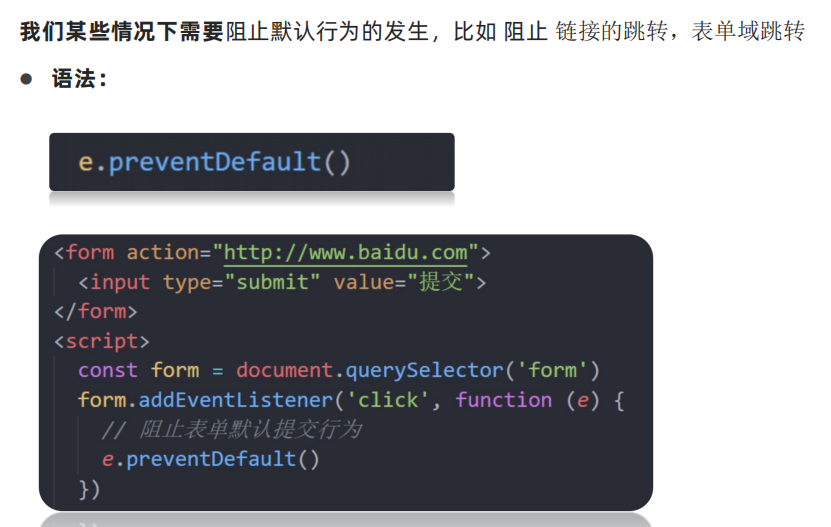 我们某些情况下需要阻止默认行为的发生，比如 阻止 链接的跳转，表单域跳转
● 语法：
e.preventDefault()
<form action="http://www.baidu.com">
<input type="submit" value="提交">
</form>
<script>
const form = document.querySelector('form')
form.addEventListener('click', function (e) {
// 阻止表单默认提交行为
e.preventDefault()
})